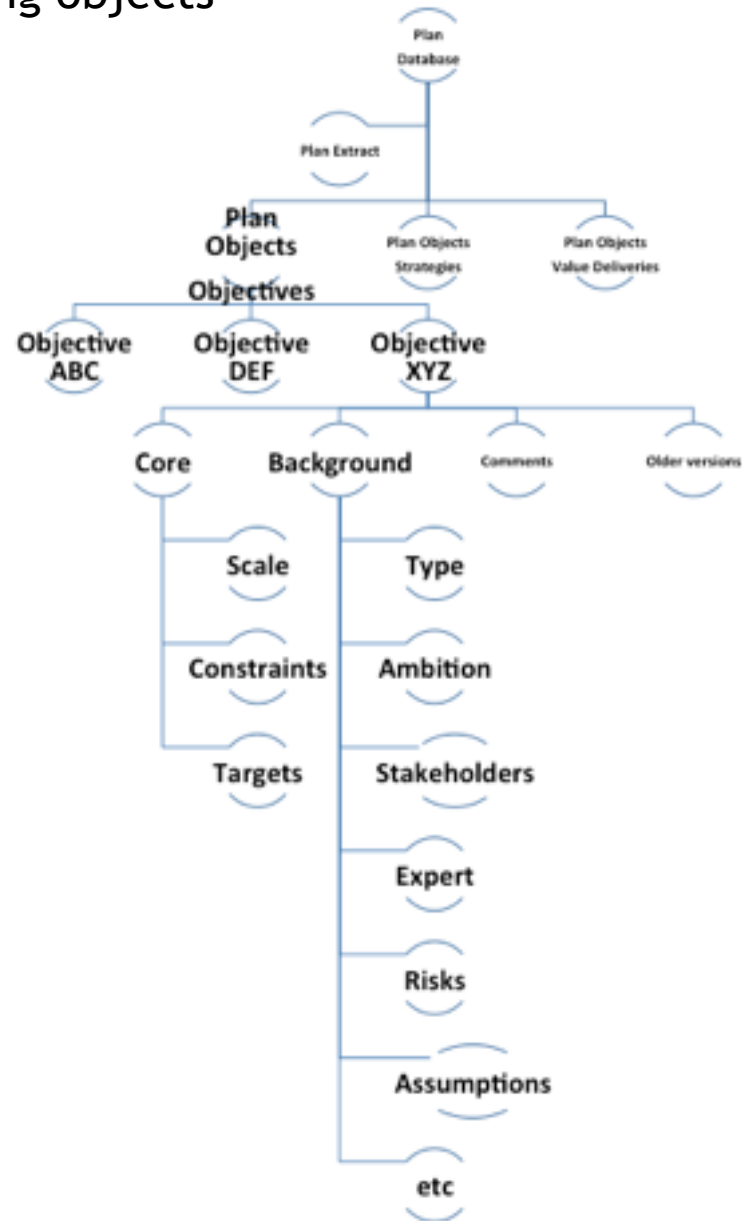 ng objects
Plan
Database
Plan Extract
Plan
Objects
Objectives
Plan Objects
Strategies
Plan Objects
Value Deliveries
Objective
ABC
Objective
DEF
Objective
XYZ
Core
Background
Comments
Older versions
Scale
Constraints
Targets
Type
Ambition
Stakeholders
Expert
Risks
Assumptions
etc